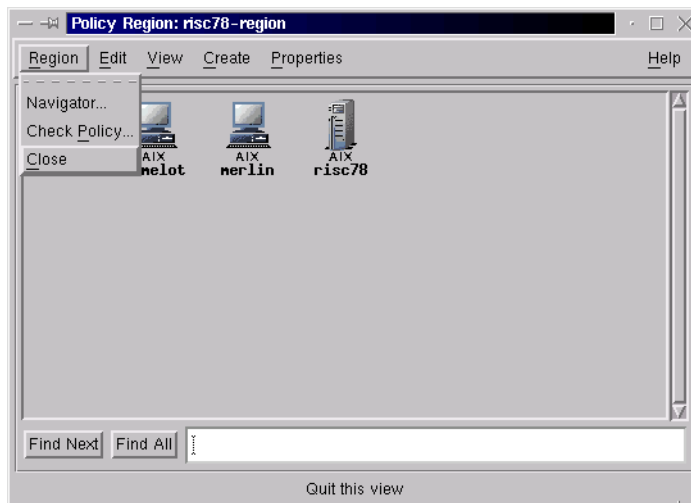 Policy Region: risc78-region
Region Edit View Create Properties Help
Navigator...
Check Policy...
Close
AIX AIX AIX
melot merlin risc78
Find Next Find All
Quit this view